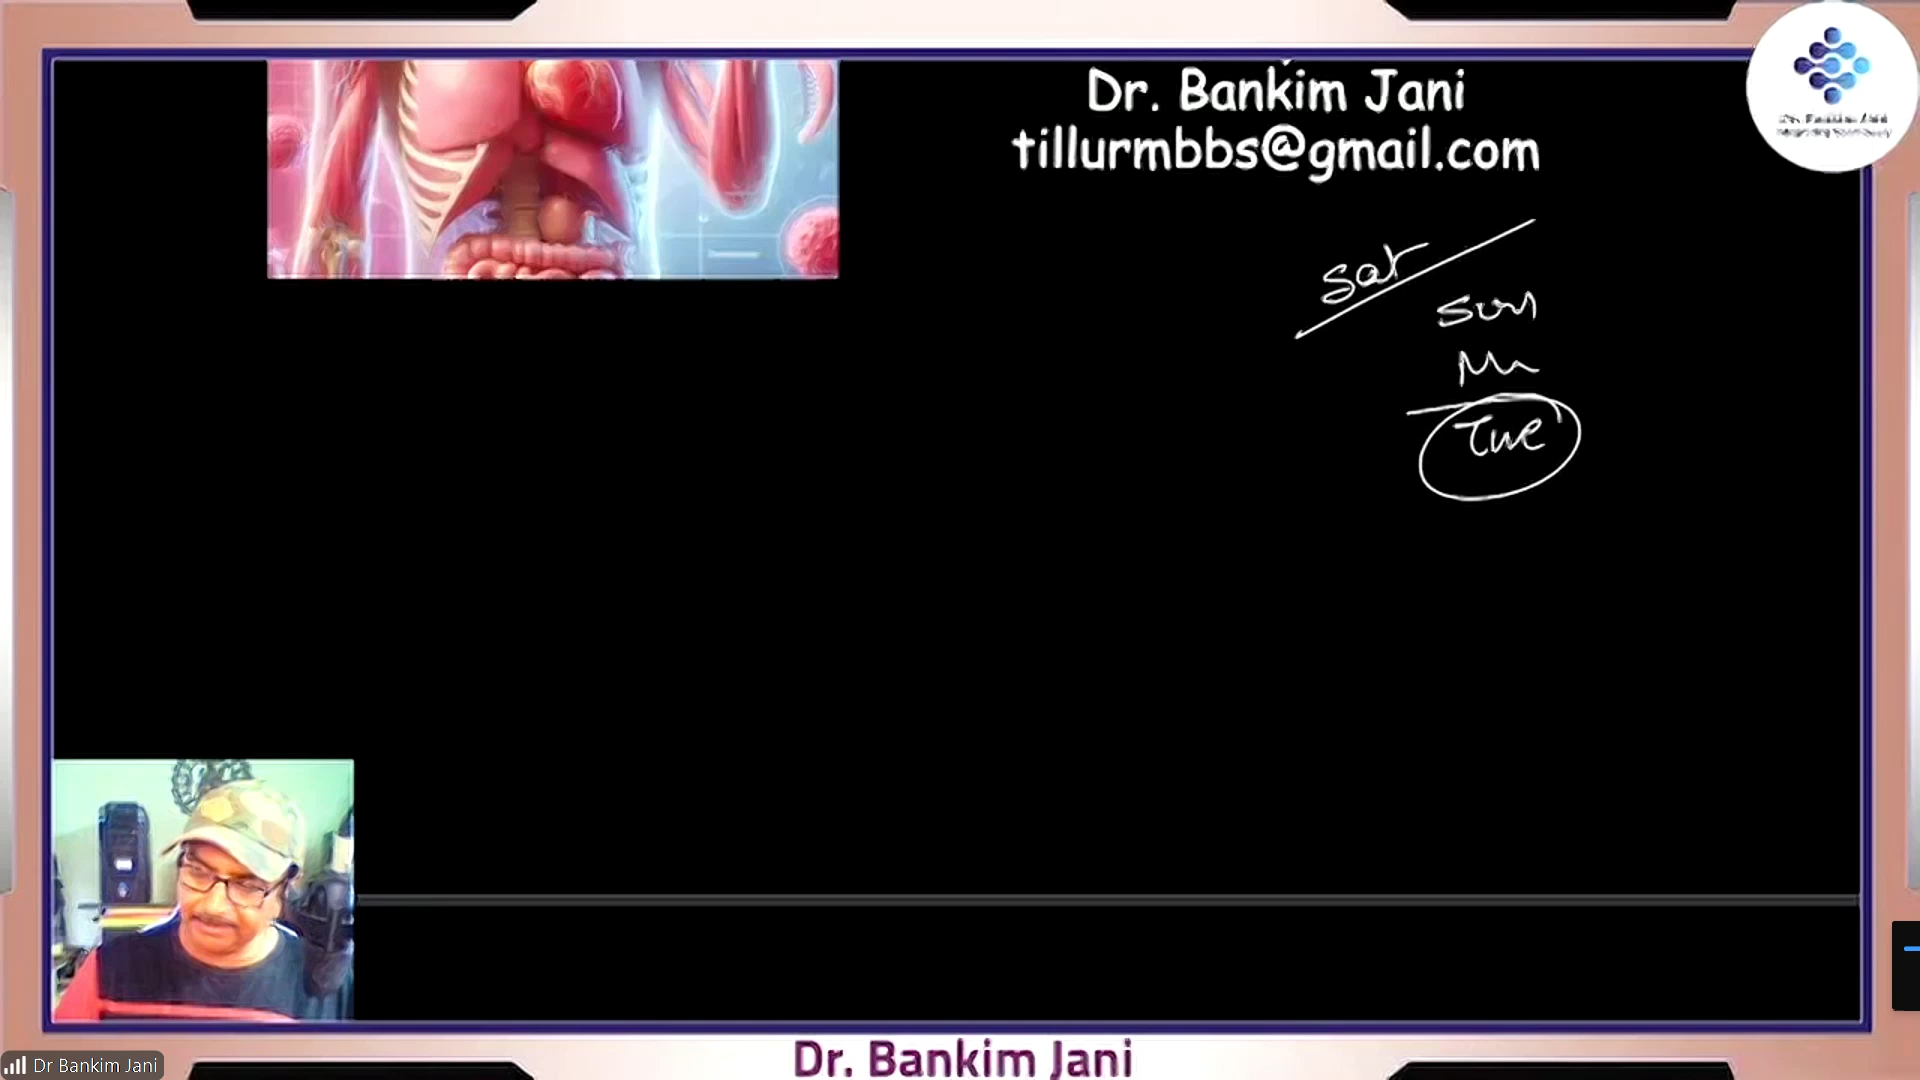 Dr. Bankim Jani
tillurmbbs@gmail.com
sat
sun
Mn
Tue
Dr Bankim Jani
Dr. Bankim Jani